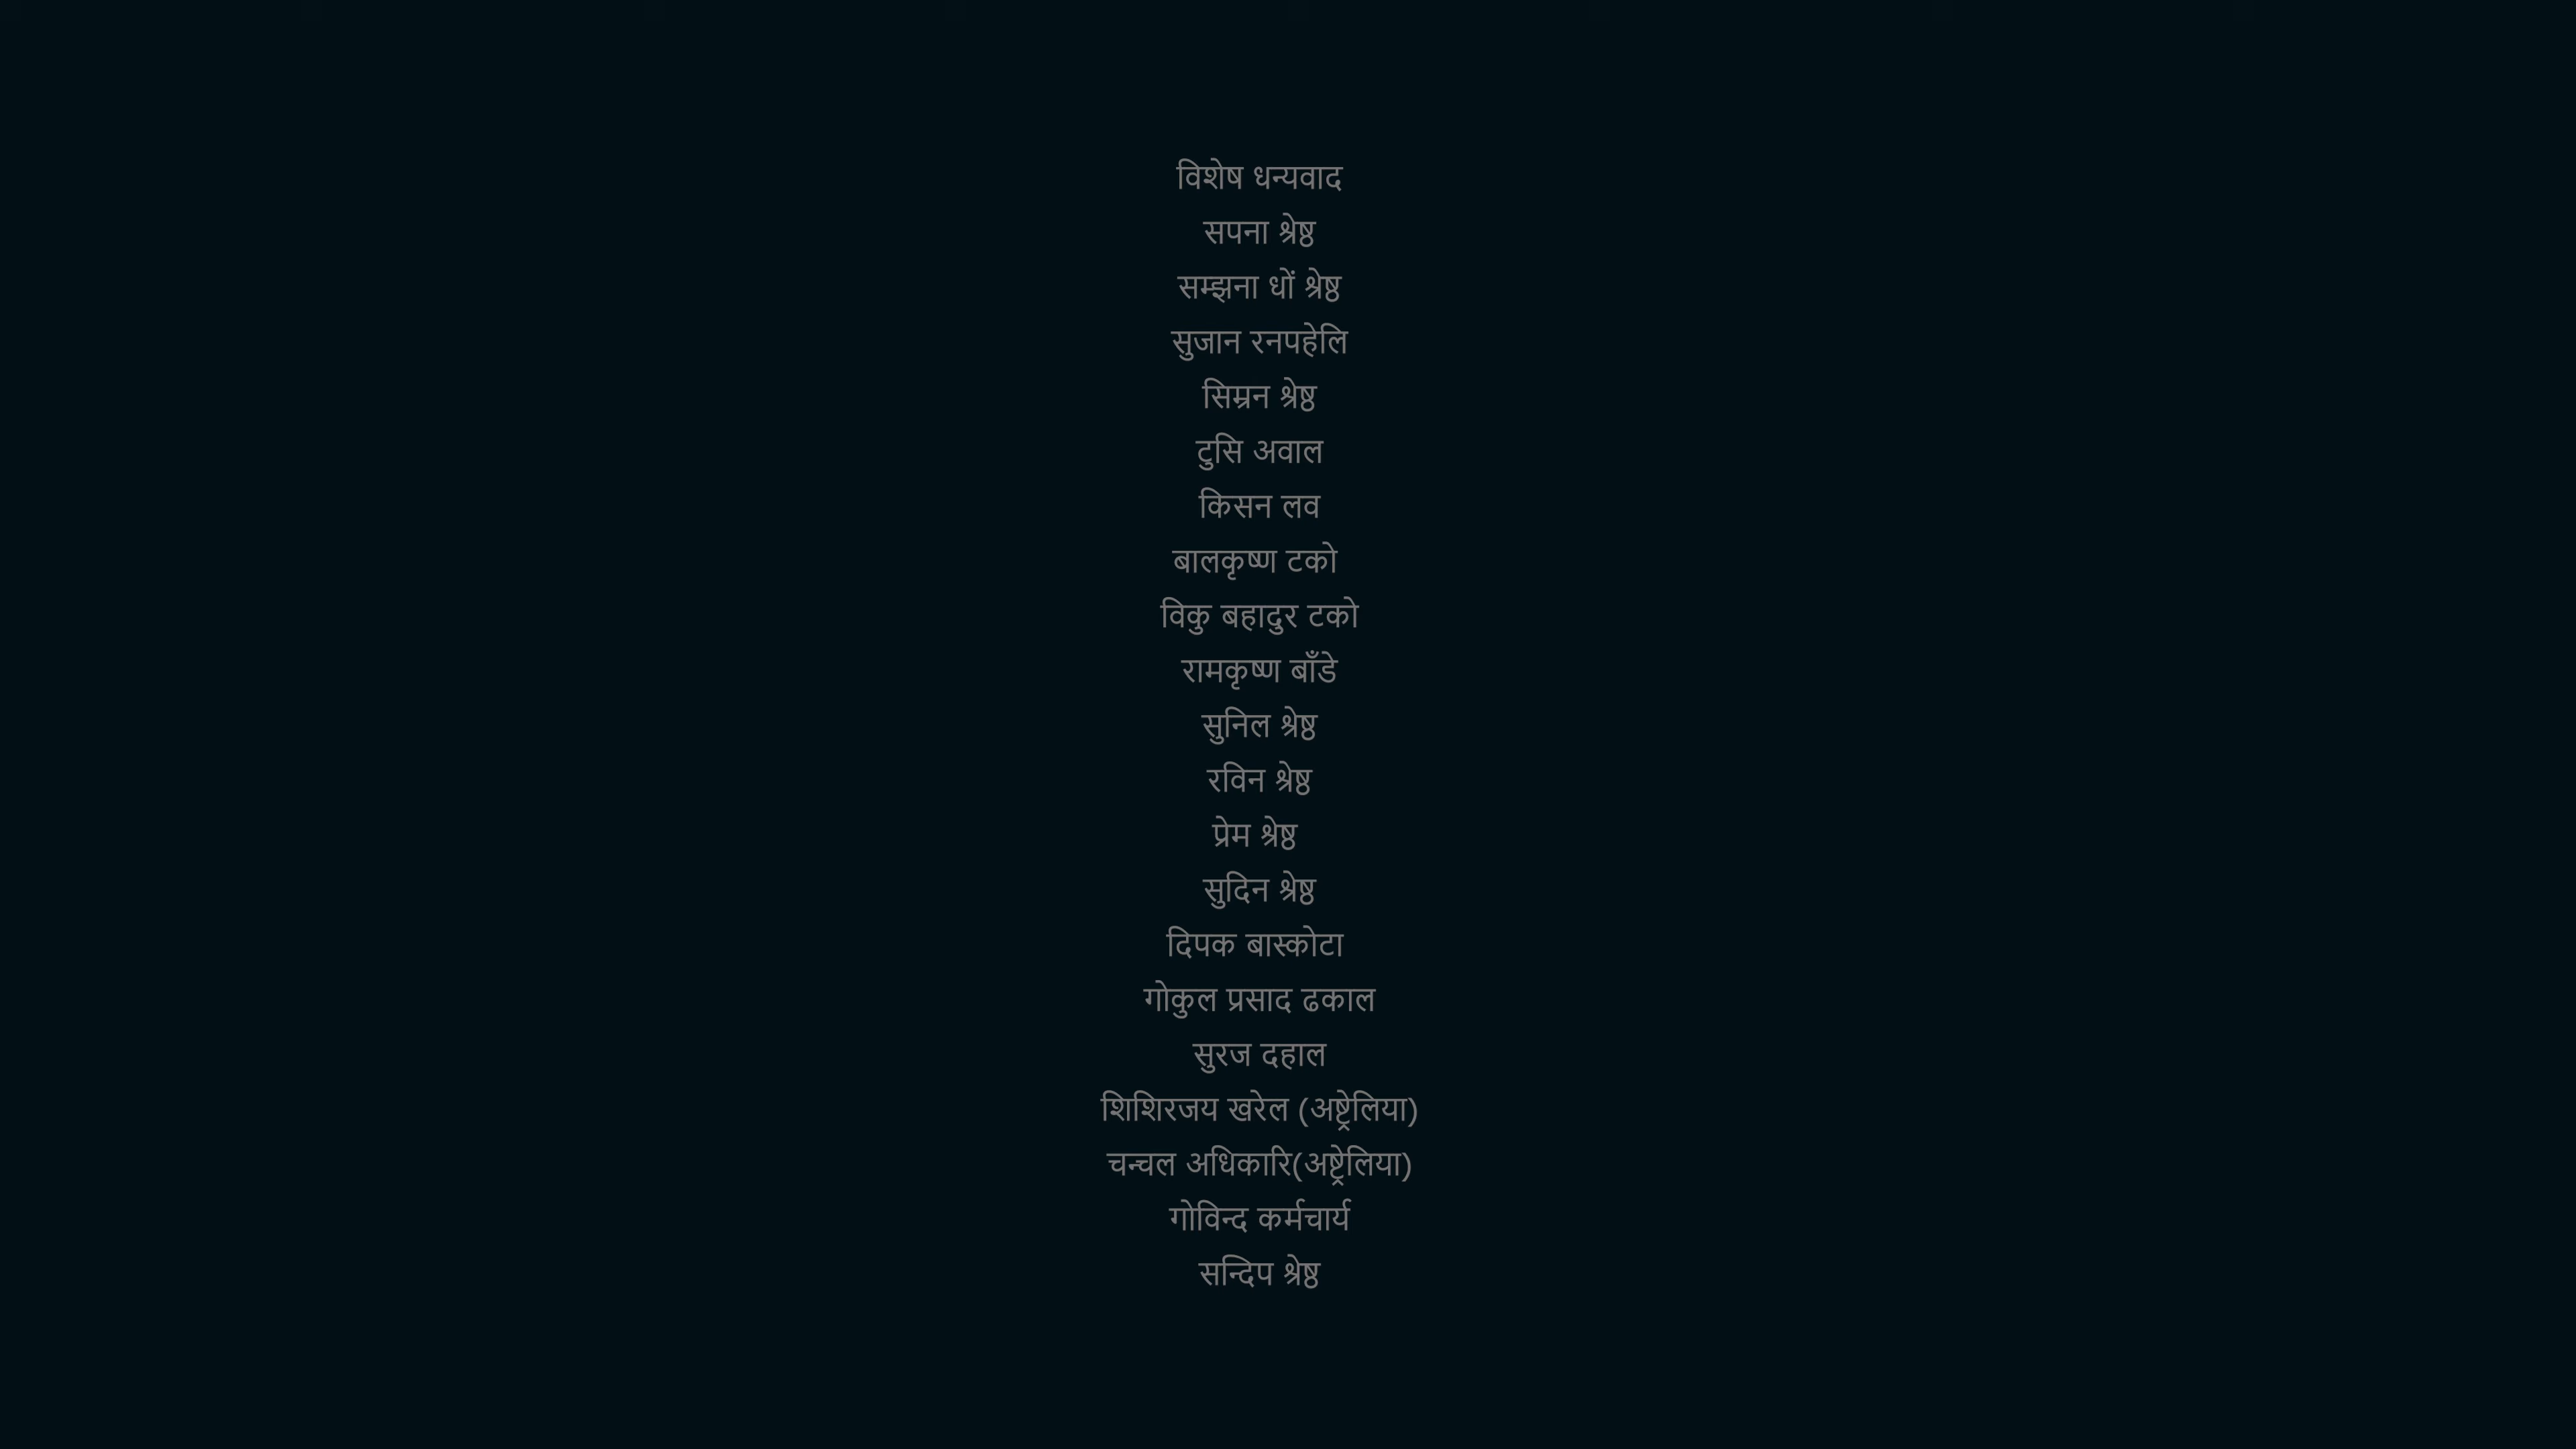 विशेष धन्यवाद
सपना श्रेष्ठ
सम्झना धों श्रेष्ठ
सुजान रनपहेलि
सिम्रन श्रेष्ठ
टुसि अवाल
किसन लव
बालकृष्ण टको
विकु बहादुर टको
रामकृष्ण बाँडे
सुनिल श्रेष्ठ
रविन श्रेष्ठ
प्रेम श्रेष्ठ
सुदिन श्रेष्ठ
दिपक बास्कोटा
गोकुल प्रसाद ढकाल
सुरज दहाल
शिशिरजय खरेल (अष्ट्रेलिया)
चन्चल अधिकारि(अष्ट्रेलिया)
गोविन्द कर्मचार्य
सन्दिप श्रेष्ठ